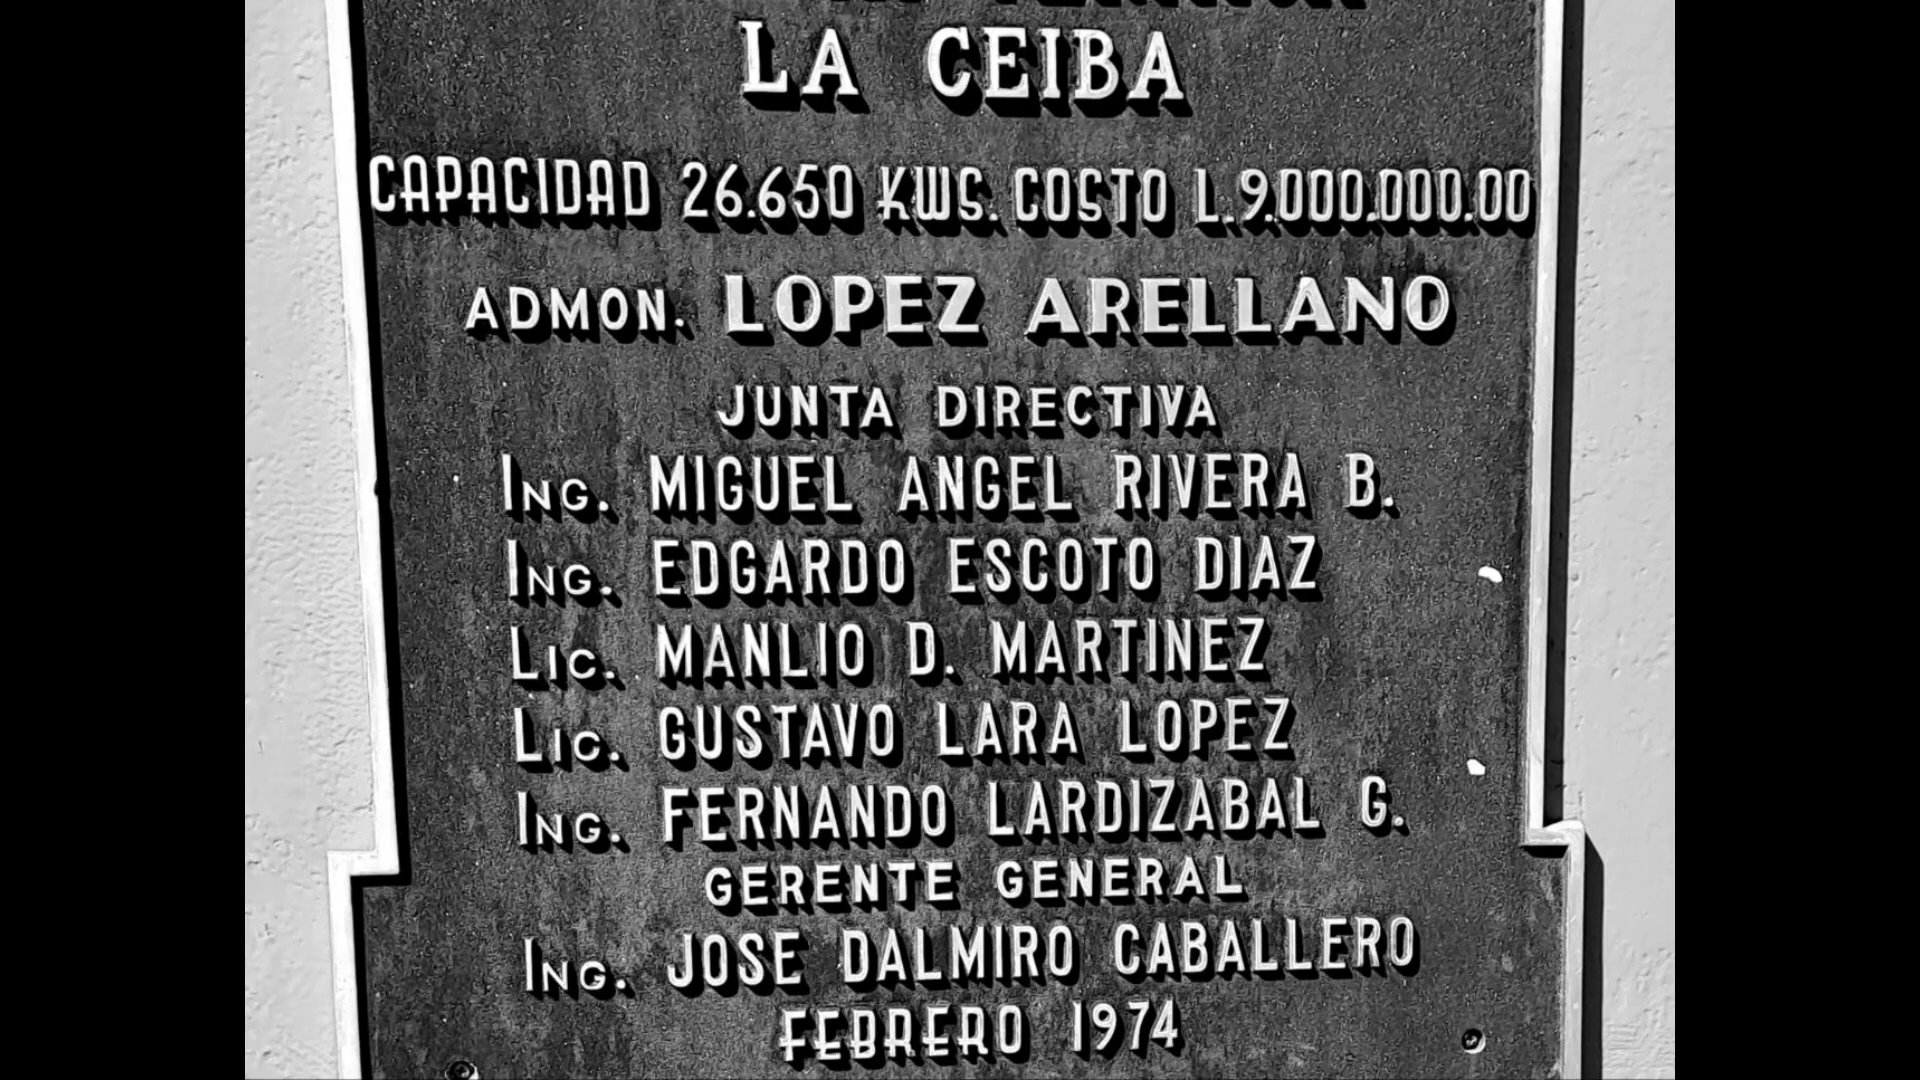 LA CEIBA
CAPACIDAD 26.650 KWS. COSTO L.9.000.000.00
ADMON. LOPEZ ARELLANO
JUNTA DIRECTIVA
ING. MIGUEL ANGEL RIVERA B.
ING. EDGARDO ESCOTO DIAZ
LIC. MANLIO D. MARTINEZ
LIC. GUSTAVO LARA LOPEZ
ING. FERNANDO LARDIZABAL G.
GERENTE GENERAL
ING. JOSE DALMIRO CABALLERO
FEBRERO 1974